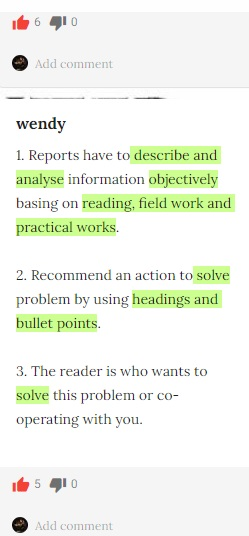 6 0
Add comment
wendy
1. Reports have to describe and
analyse information objectively
basing on reading, field work and
practical works.
2. Recommend an action to solve
problem by using headings and
bullet points.
3. The reader is who wants to
solve this problem or co-
operating with you.
5 0
Add comment